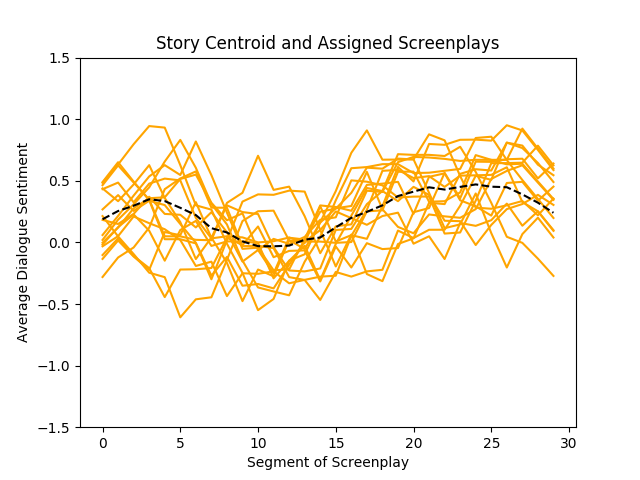 Story Centroid and Assigned Screenplays
Average Dialogue Sentiment
1.5
1.0
0.5
0.0
−0.5
−1.0
−1.5
0 5 10 15 20 25 30
Segment of Screenplay